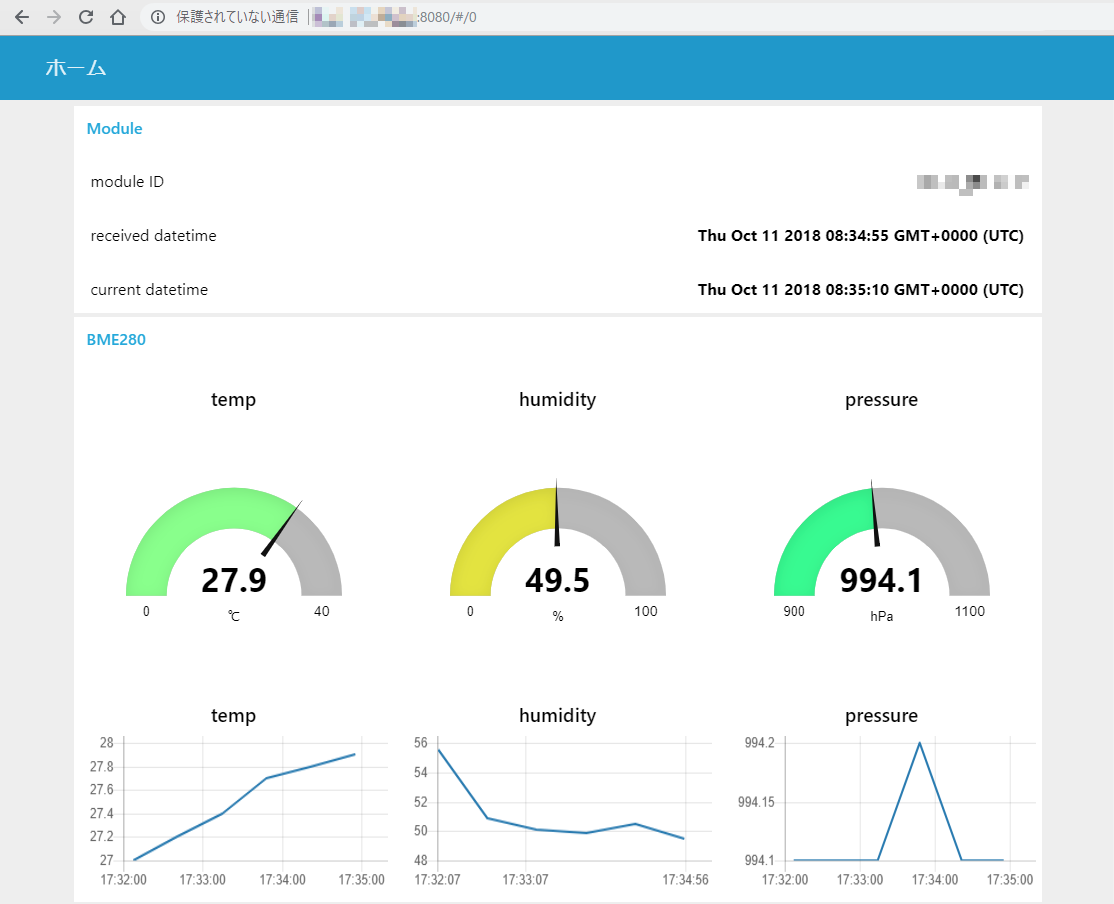 保護されていない通信 | :8080/#/0
ホーム
Module
module ID
received datetime Thu Oct 11 2018 08:34:55 GMT+0000 (UTC)
current datetime Thu Oct 11 2018 08:35:10 GMT+0000 (UTC)
BME280
temp humidity pressure
27.9 49.5 994.1
0 ℃ 40 0 % 100 900 hPa 1100
temp humidity pressure
28 56 994.2
27.8
27.6 54
27.4 52 994.15
27.2 50
27 48 994.1
17:32:00 17:33:00 17:34:00 17:35:00 17:32:07 17:33:07 17:34:56 17:32:00 17:33:00 17:34:00 17:35:00